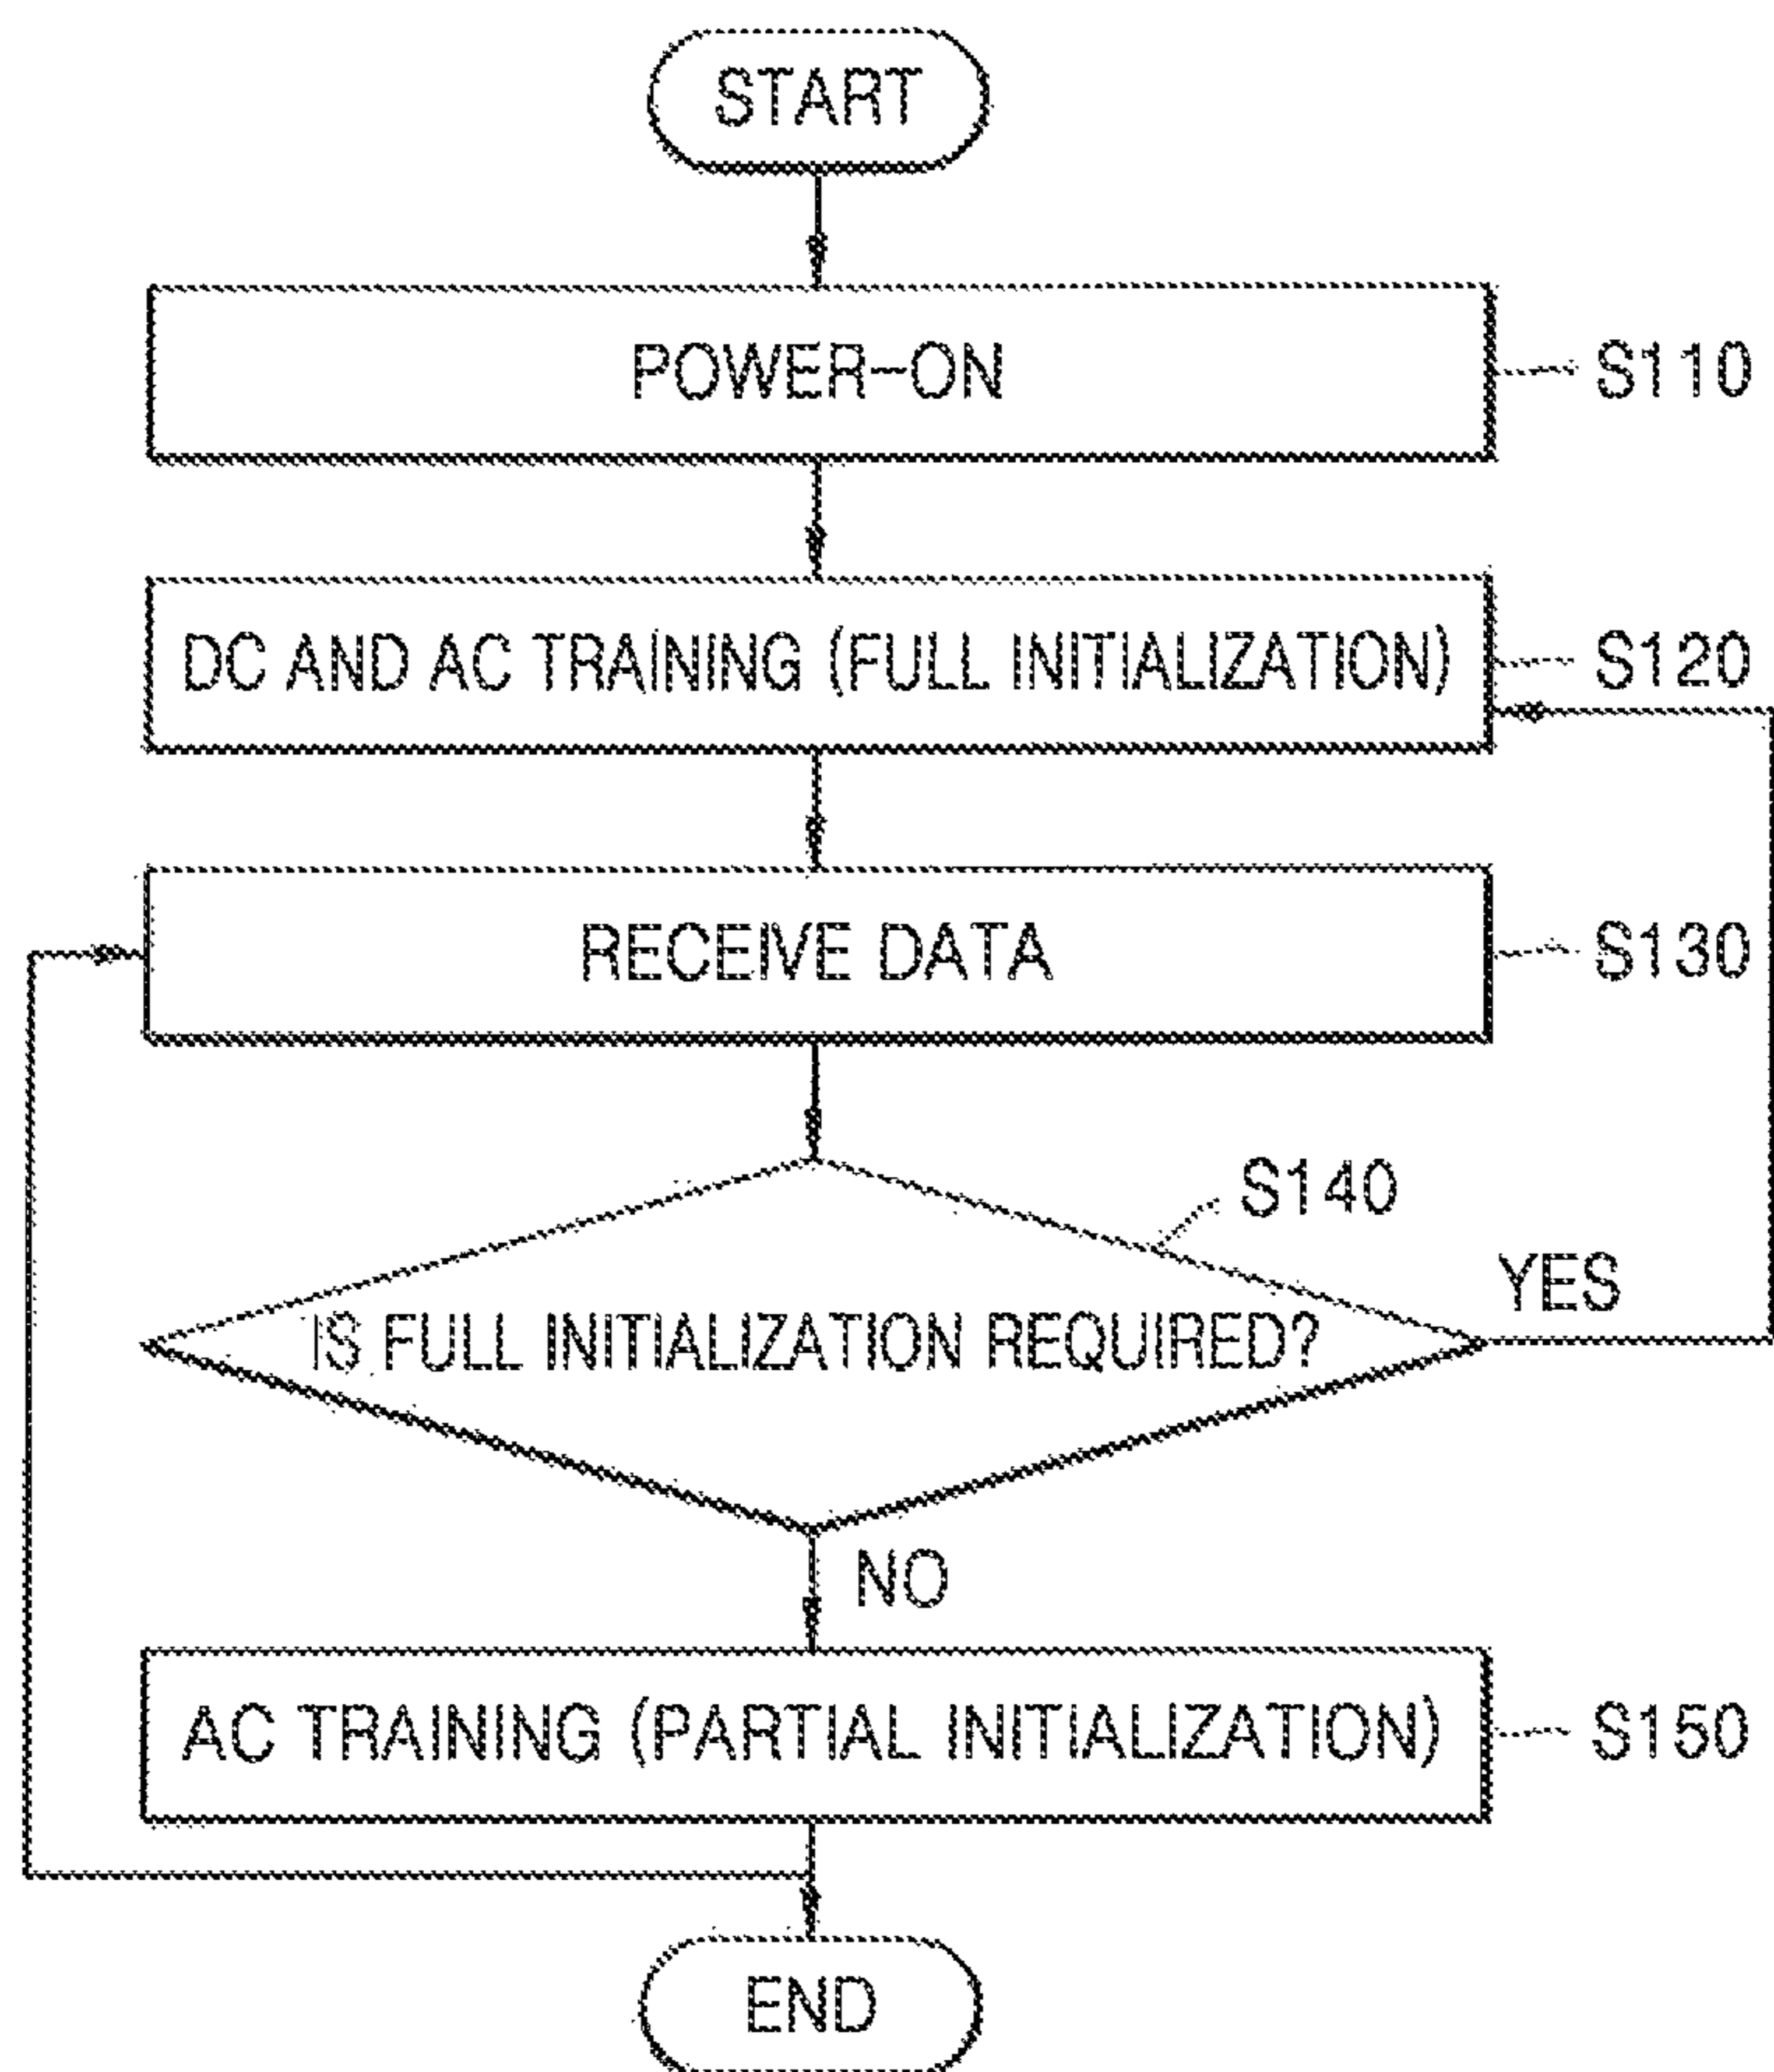 START
POWER-ON
S110
DC AND AC TRAINING (FULL INITIALIZATION)
S120
RECEIVE DATA
S130
S140
IS FULL INITIALIZATION REQUIRED?
YES
NO
AC TRAINING (PARTIAL INITIALIZATION)
S150
END